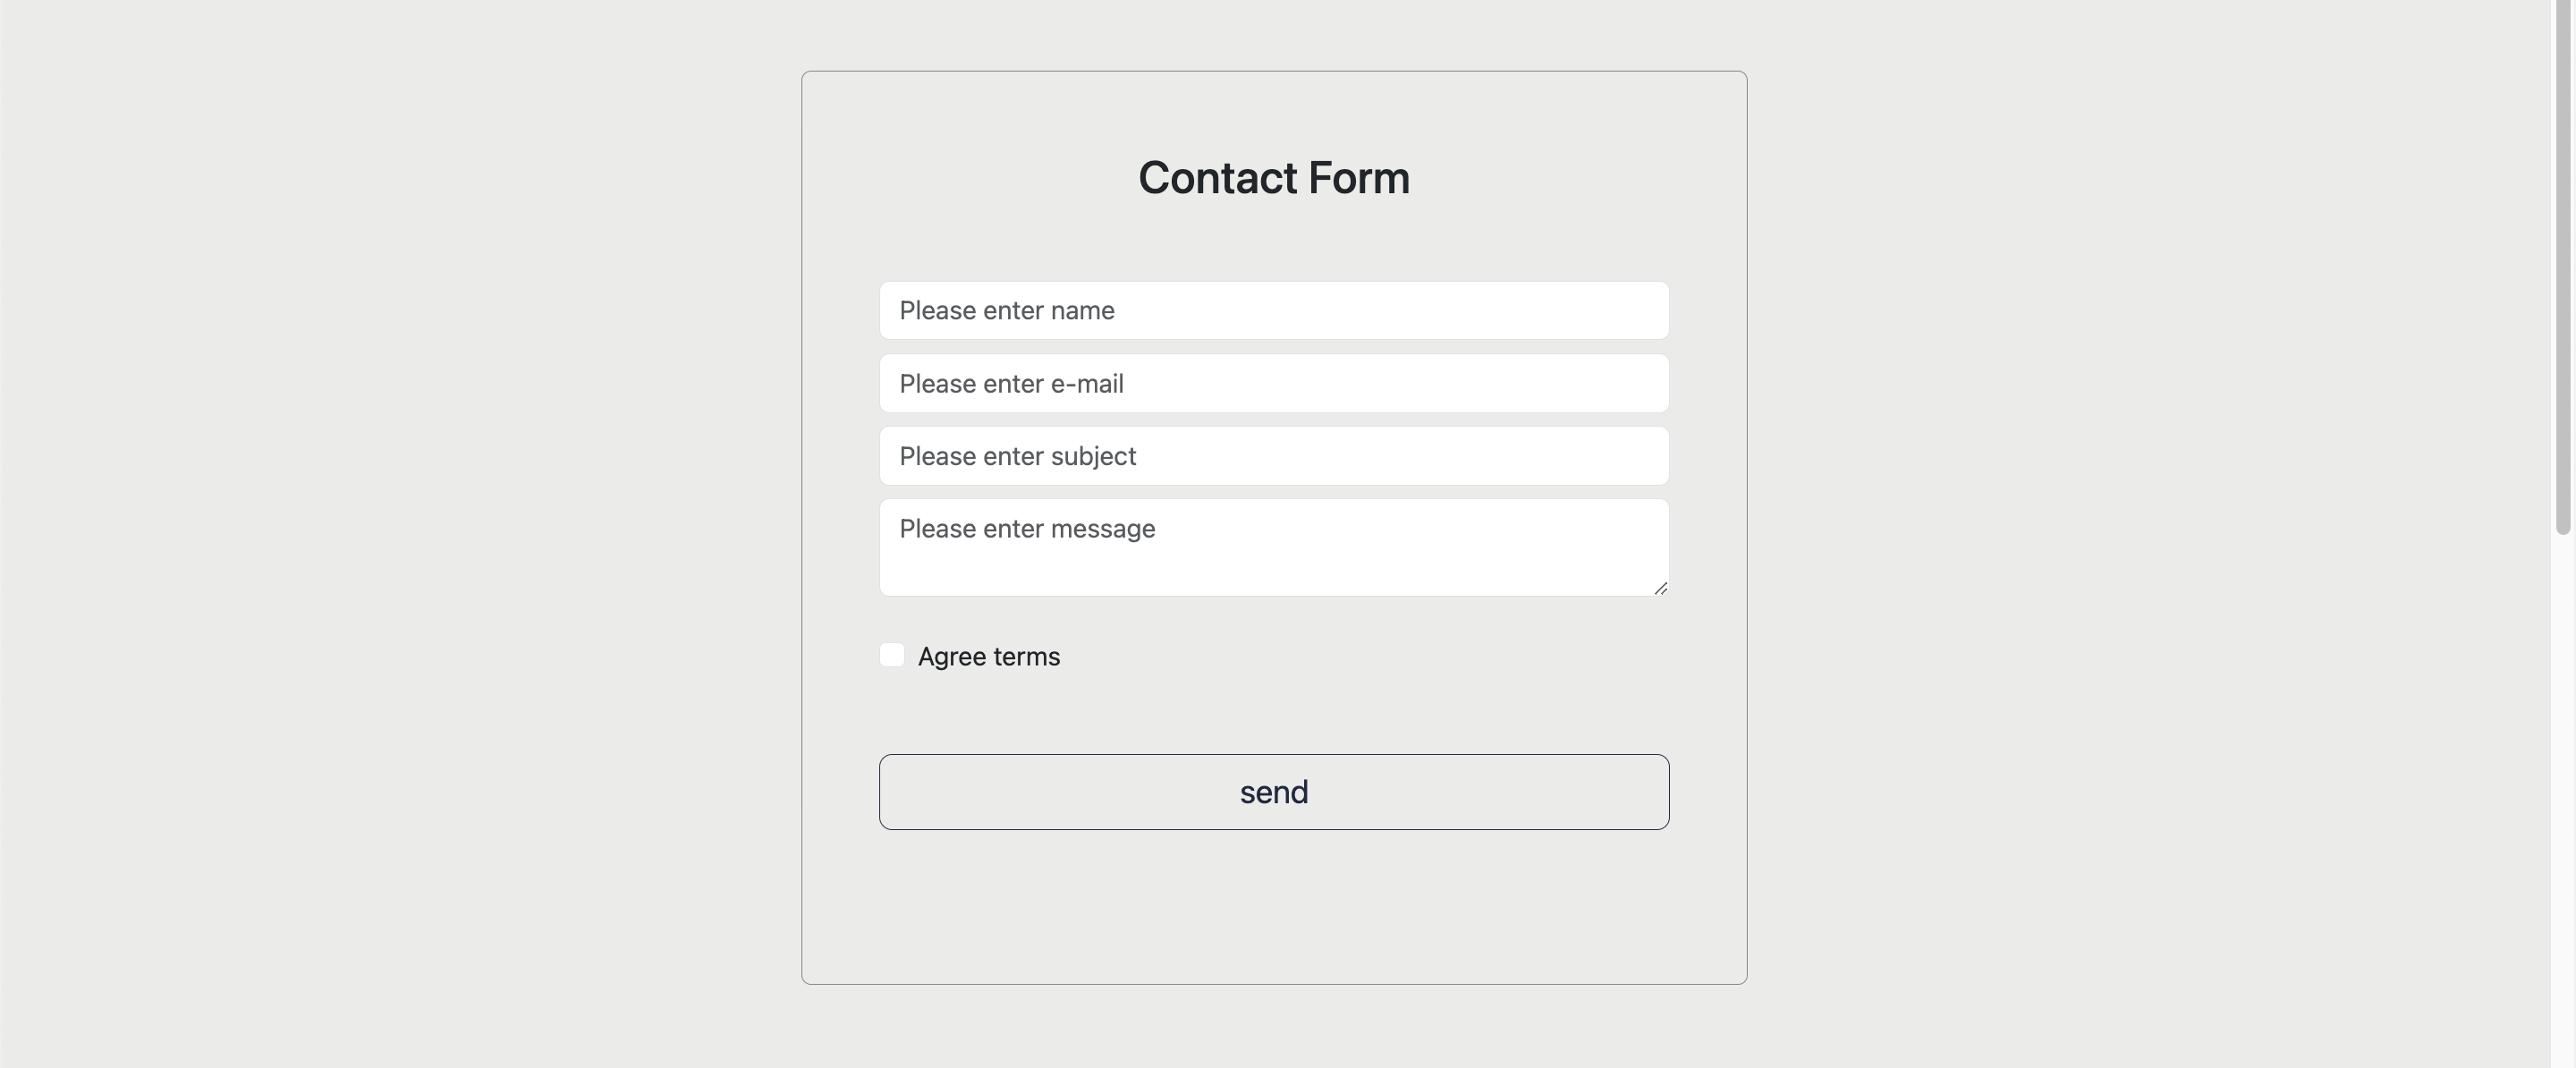 Contact Form
Please enter name
Please enter e-mail
Please enter subject
Please enter message
Agree terms
send